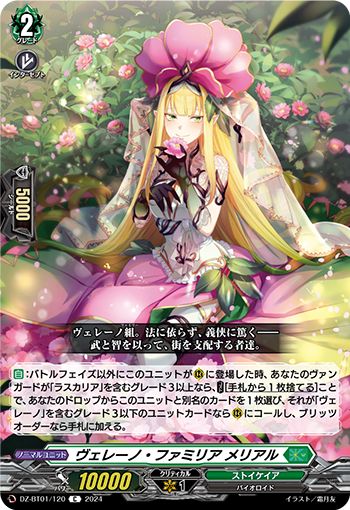 2
グレード
インターセプト
5000
シールド
ヴェレーノ組。法に依らず、義侠に篤く――
武と智を以って、街を支配する者達。
自：バトルフェイズ以外にこのユニットがRに登場した時、あなたのヴァン
ガードが「ラスカリア」を含むグレード３以上なら、【手札から１枚捨てる】こと
で、あなたのドロップからこのユニットと別名のカードを１枚選び、それが「ヴェ
レーノ」を含むグレード３以下のユニットカードならRにコールし、ブリッツ
オーダーなら手札に加える。
ノーマルユニット
ヴェレーノ・ファミリア メリアル
パワー
10000
クリティカル
1
ストイケイア
バイオロイド
DZ-BT01/120 C 2024
イラスト／霜月友